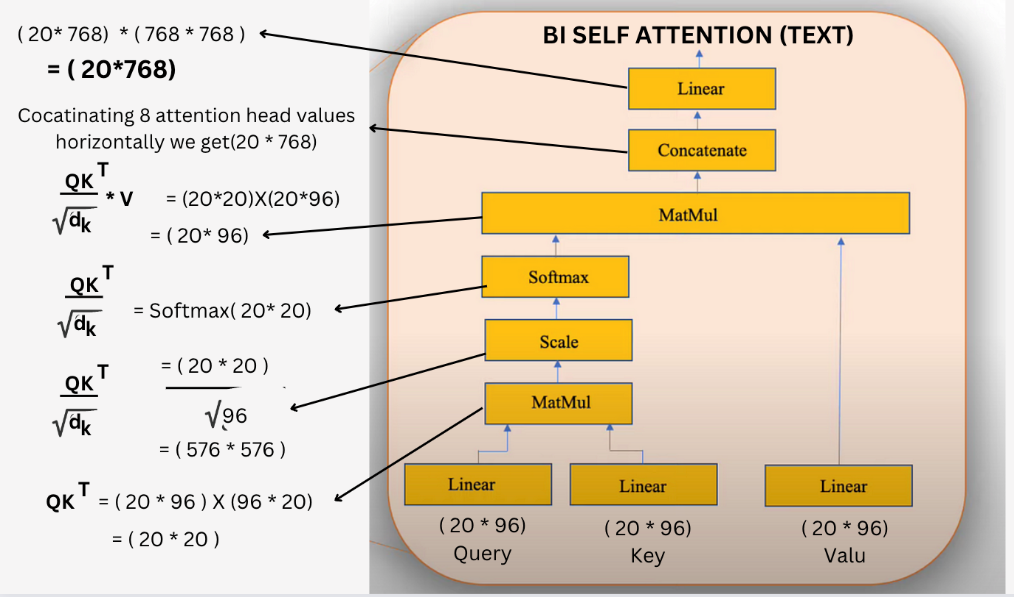 ( 20* 768) * ( 768 * 768 )
= ( 20*768)
Cocatinating 8 attention head values
horizontally we get(20 * 768)
QK^T
√dk
* V = (20*20)X(20*96)
= ( 20* 96)
QK^T
√dk
= Softmax( 20* 20)
QK^T
√dk
= ( 20 * 20 )
√96
= ( 576 * 576 )
QK^T = ( 20 * 96 ) X (96 * 20)
= ( 20 * 20 )
BI SELF ATTENTION (TEXT)
Linear
Concatenate
MatMul
Softmax
Scale
MatMul
Linear Linear Linear
( 20 * 96) ( 20 * 96) ( 20 * 96)
Query Key Valu